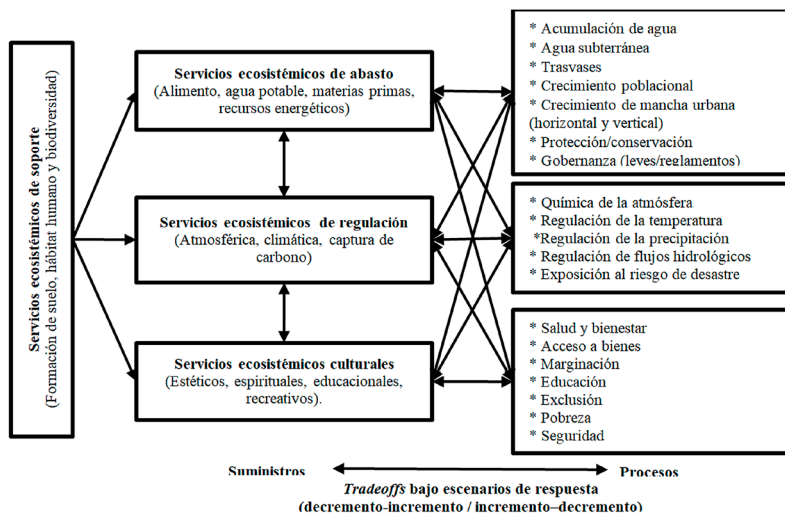 Servicios ecosistémicos de soporte
(Formación de suelo, hábitat humano y biodiversidad)
Servicios ecosistémicos de abasto
(Alimento, agua potable, materias primas,
recursos energéticos)
Servicios ecosistémicos de regulación
(Atmosférica, climática, captura de
carbono)
Servicios ecosistémicos culturales
(Estéticos, espirituales, educacionales,
recreativos).
* Acumulación de agua
* Agua subterránea
* Trasvases
* Crecimiento poblacional
* Crecimiento de mancha urbana
(horizontal y vertical)
* Protección/conservación
* Gobernanza (leyes/reglamentos)
* Química de la atmósfera
* Regulación de la temperatura
*Regulación de la precipitación
* Regulación de flujos hidrológicos
* Exposición al riesgo de desastre
* Salud y bienestar
* Acceso a bienes
* Marginación
* Educación
* Exclusión
* Pobreza
* Seguridad
Suministros
Procesos
Tradeoffs bajo escenarios de respuesta
(decremento-incremento / incremento–decremento)